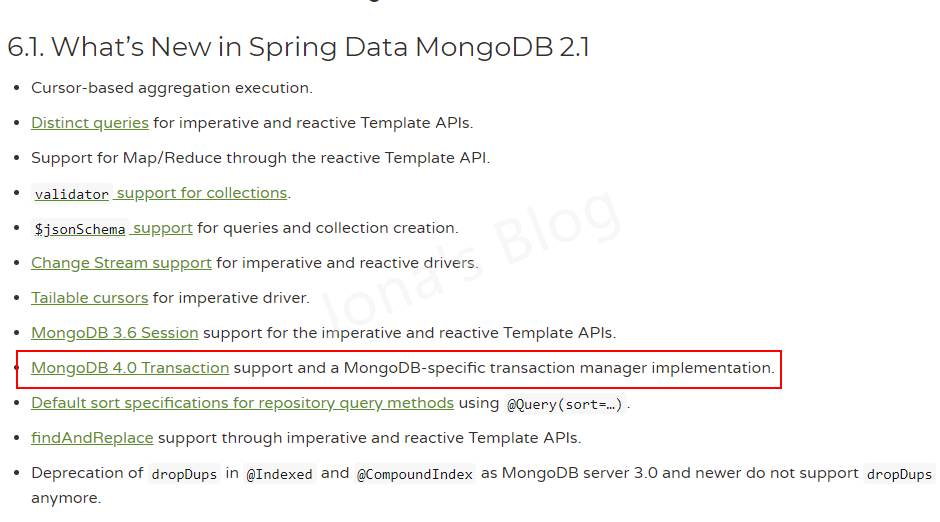 6.1. What’s New in Spring Data MongoDB 2.1
• Cursor-based aggregation execution.
• Distinct queries for imperative and reactive Template APIs.
• Support for Map/Reduce through the reactive Template API.
• validator support for collections.
• $jsonSchema support for queries and collection creation.
• Change Stream support for imperative and reactive drivers.
• Tailable cursors for imperative driver.
• MongoDB 3.6 Session support for the imperative and reactive Template APIs.
• MongoDB 4.0 Transaction support and a MongoDB-specific transaction manager implementation.
• Default sort specifications for repository query methods using @Query(sort=…).
• findAndReplace support through imperative and reactive Template APIs.
• Deprecation of dropDups in @Indexed and @CompoundIndex as MongoDB server 3.0 and newer do not support dropDups
anymore.
Jona's Blog